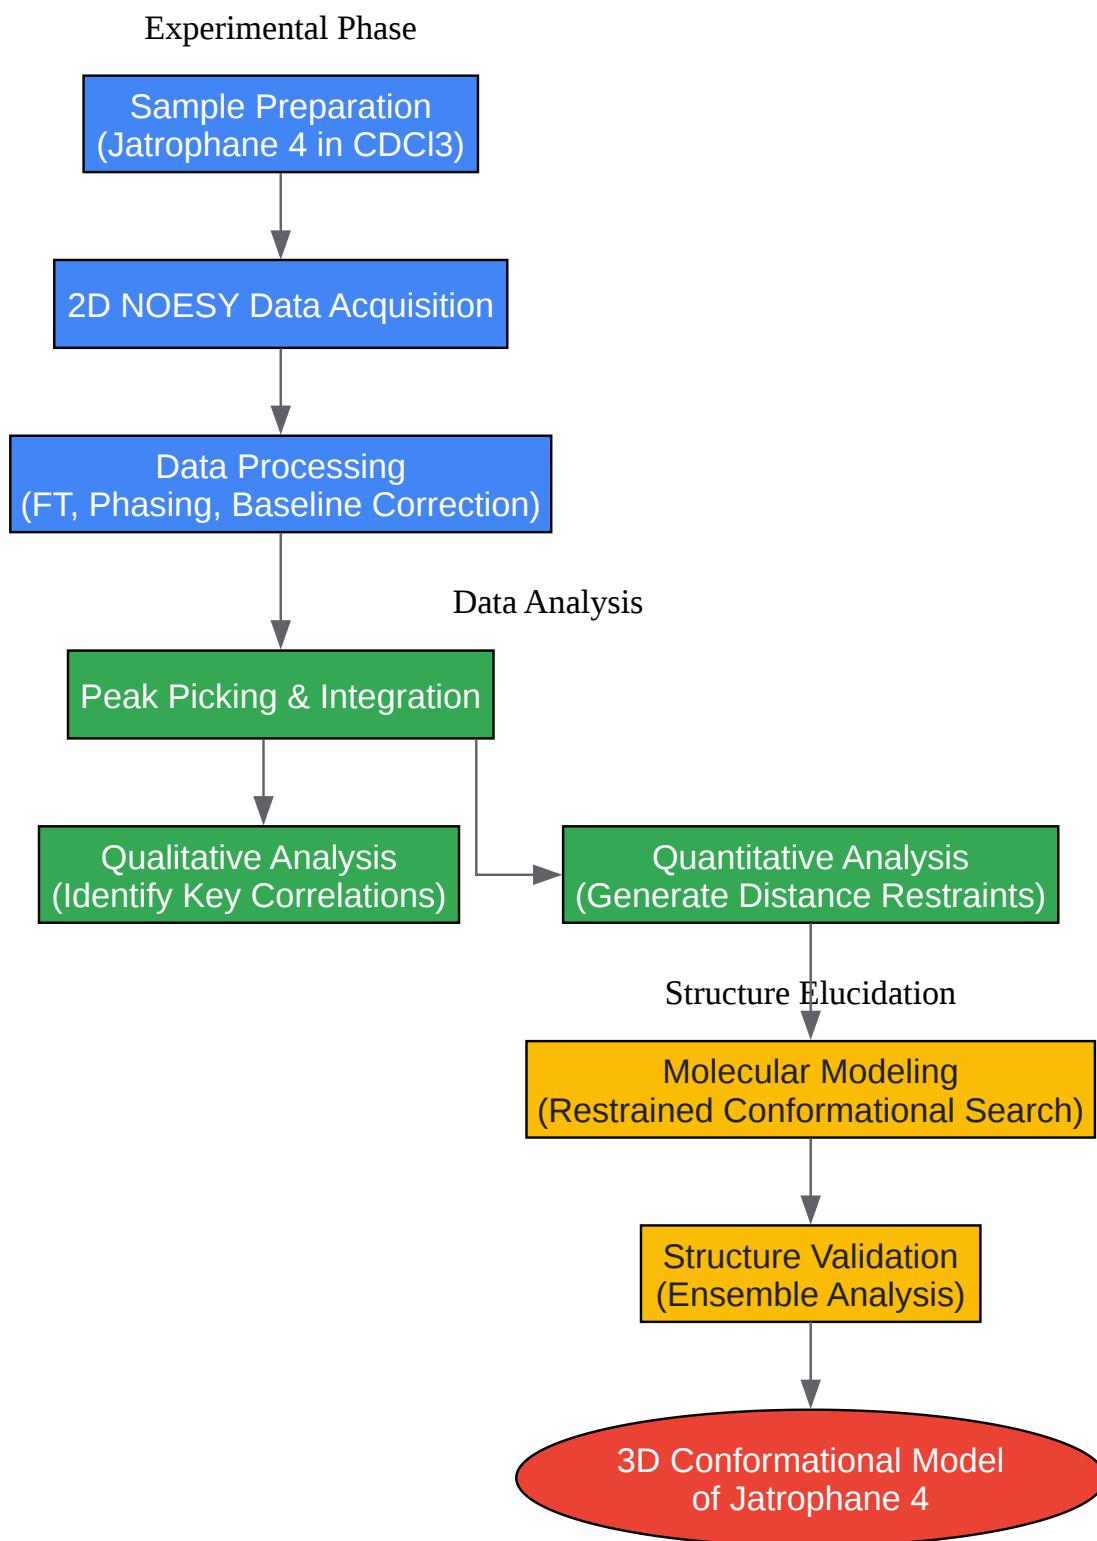 Experimental Phase
Sample Preparation
(Jatrophane 4 in CDCl3)
2D NOESY Data Acquisition
Data Processing
(FT, Phasing, Baseline Correction)
Data Analysis
Peak Picking & Integration
Qualitative Analysis
(Identify Key Correlations)
Quantitative Analysis
(Generate Distance Restraints)
Structure Elucidation
Molecular Modeling
(Restrained Conformational Search)
Structure Validation
(Ensemble Analysis)
3D Conformational Model
of Jatrophane 4